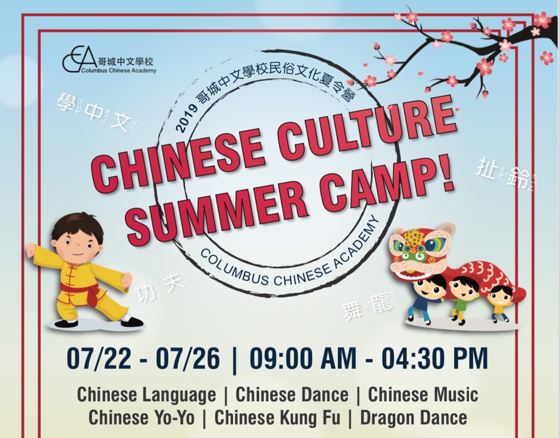 哥城中文學校
Columbus Chinese Academy
2019 哥城中文學校民俗文化夏令營
學中文
CHINESE CULTURE
SUMMER CAMP!
扯鈴
COLUMBUS CHINESE ACADEMY
功夫
舞龍
07/22 - 07/26 | 09:00 AM - 04:30 PM
Chinese Language | Chinese Dance | Chinese Music
Chinese Yo-Yo | Chinese Kung Fu | Dragon Dance